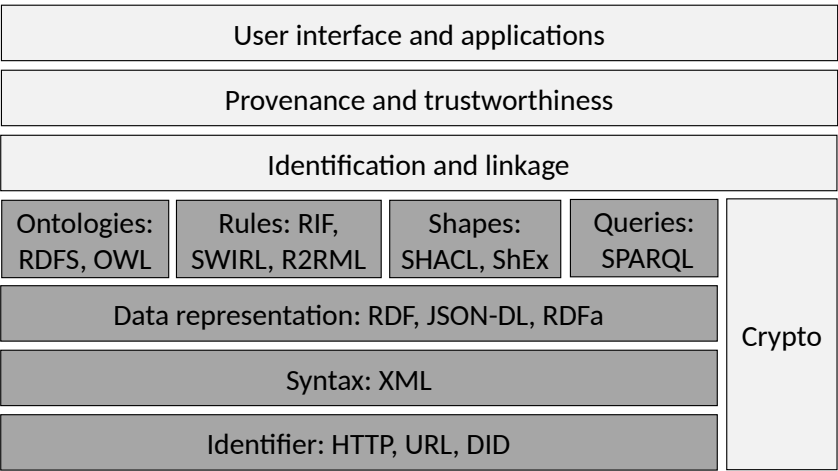 User interface and applications
Provenance and trustworthiness
Identification and linkage
Ontologies:
RDFS, OWL
Rules: RIF,
SWIRL, R2RML
Shapes:
SHACL, ShEx
Queries:
SPARQL
Crypto
Data representation: RDF, JSON-DL, RDFa
Syntax: XML
Identifier: HTTP, URL, DID